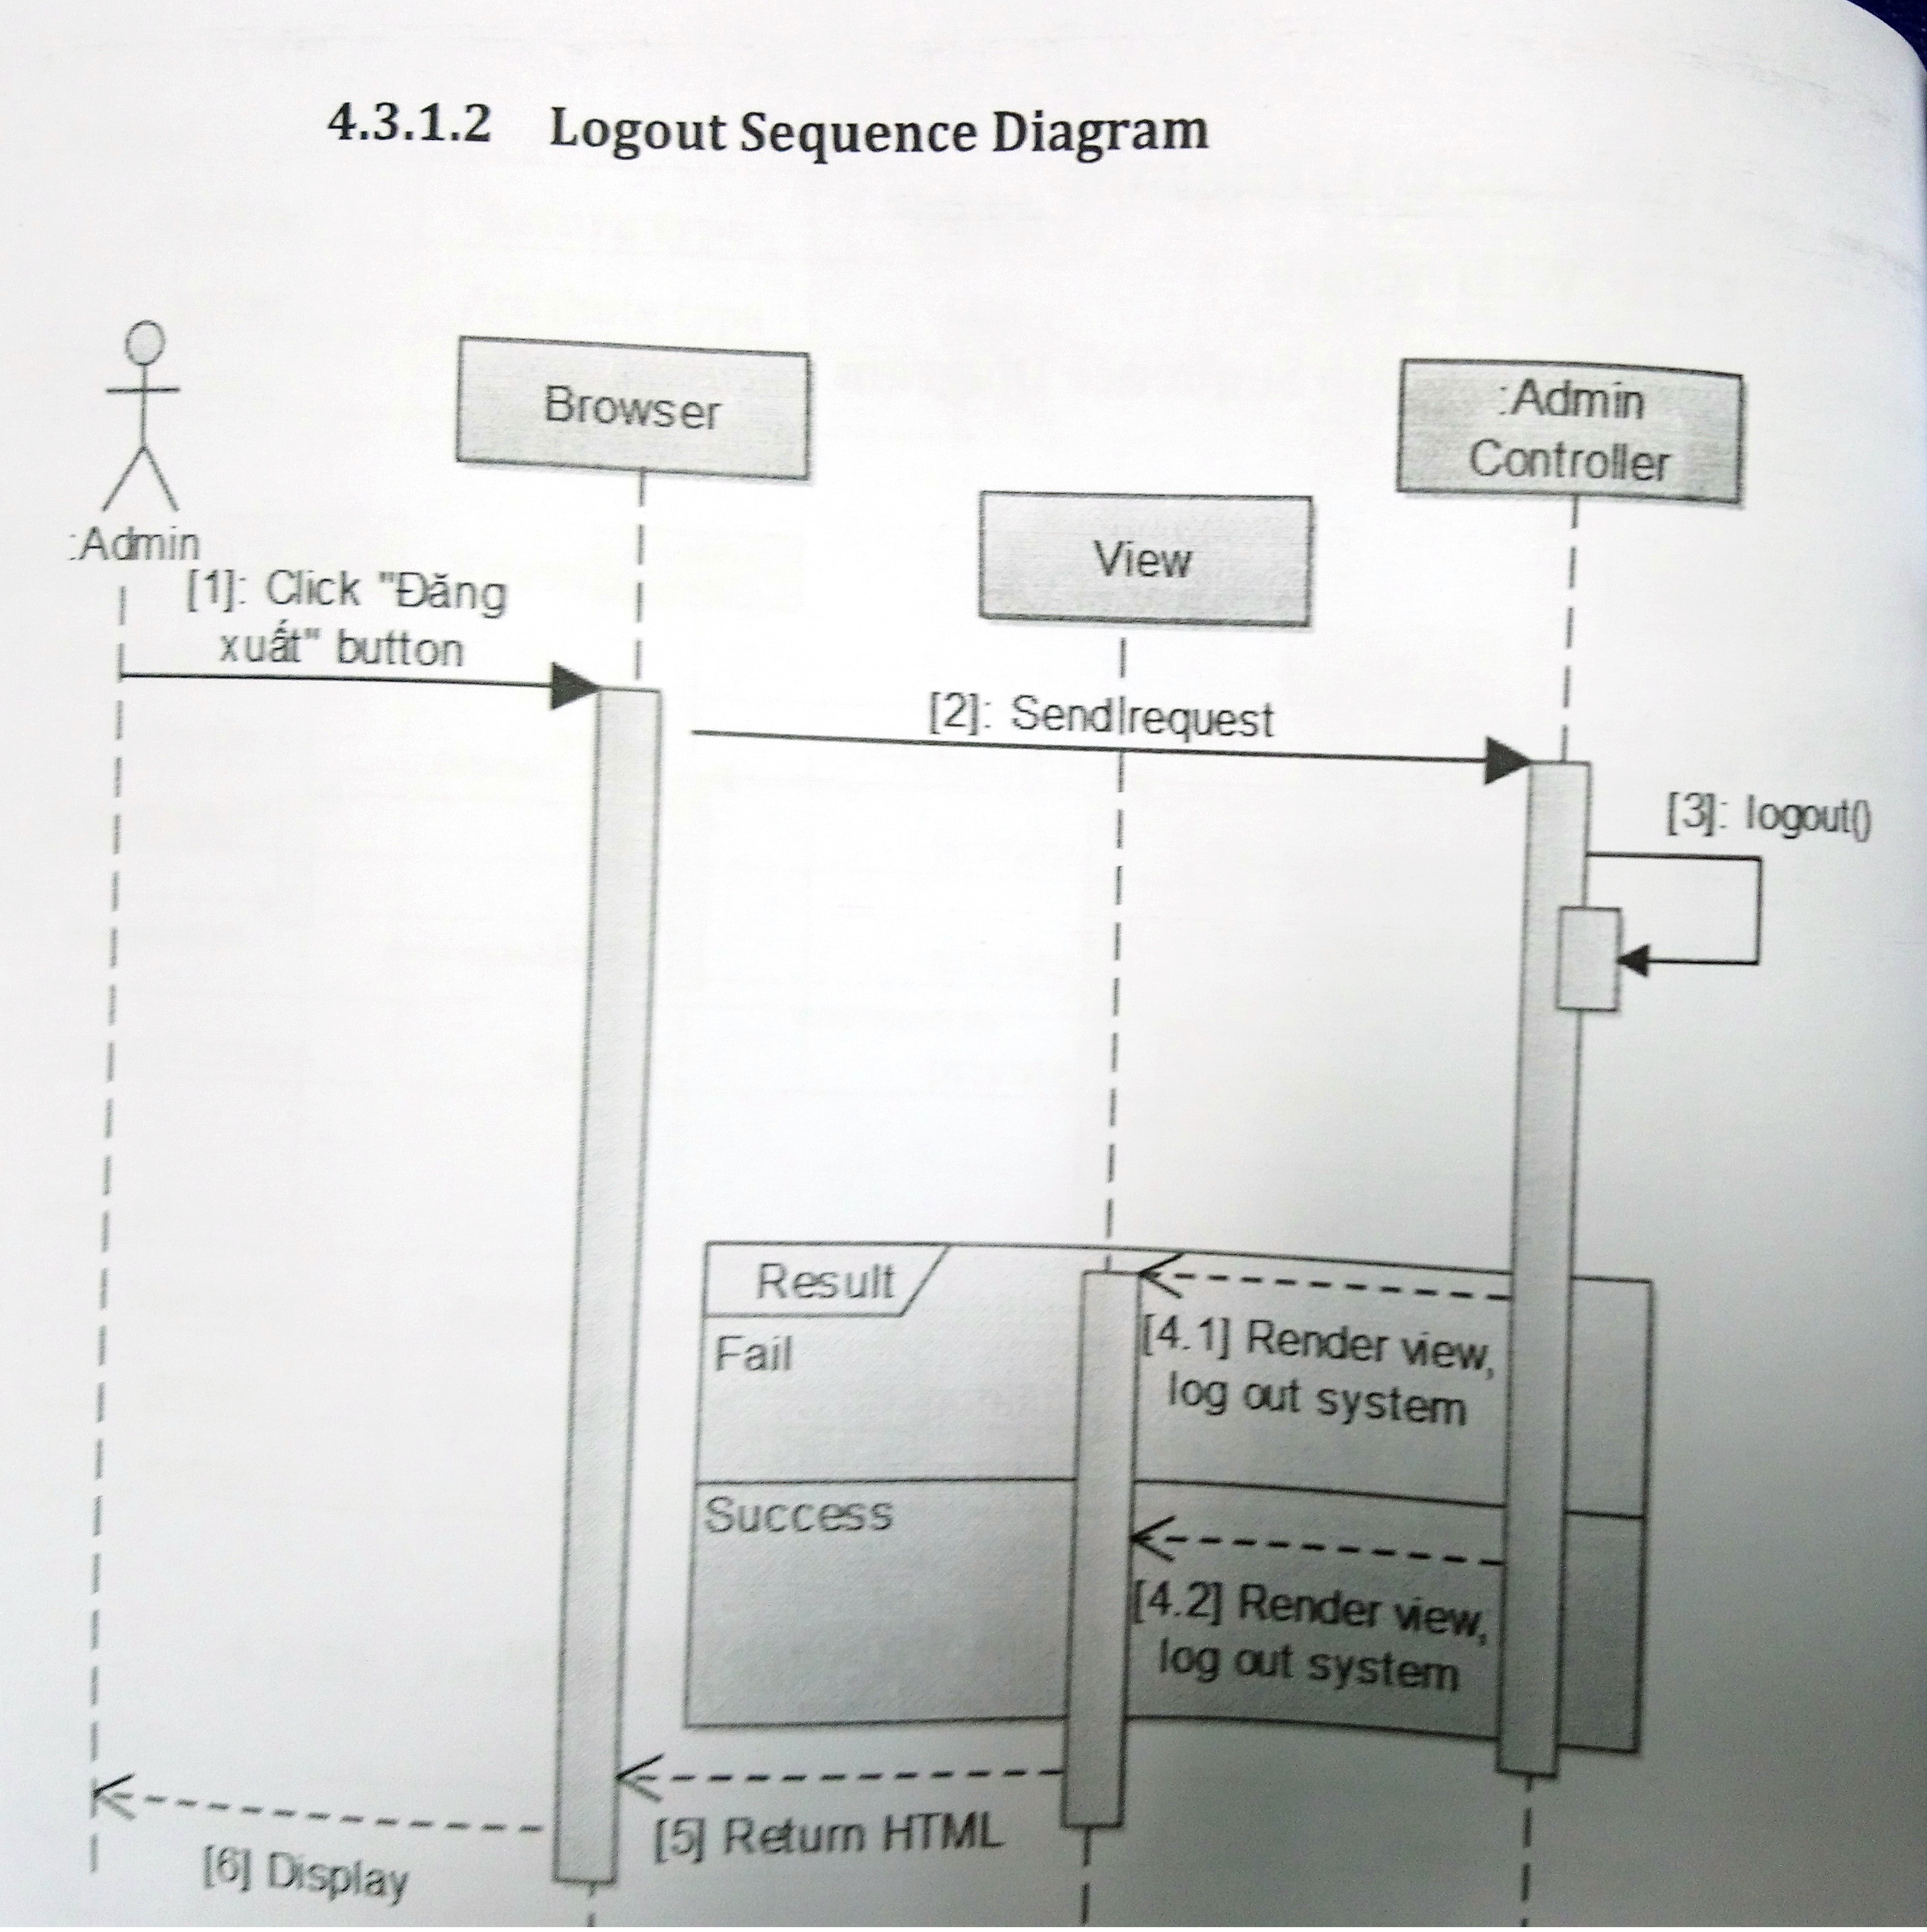 4.3.1.2 Logout Sequence Diagram
Browser
:Admin
Controller
:Admin
View
[1]: Click "Đăng
xuất" button
[2]: Send request
[3]: logout()
Result
Fail
[4.1] Render view,
log out system
Success
[4.2] Render view,
log out system
[5] Return HTML
[6] Display